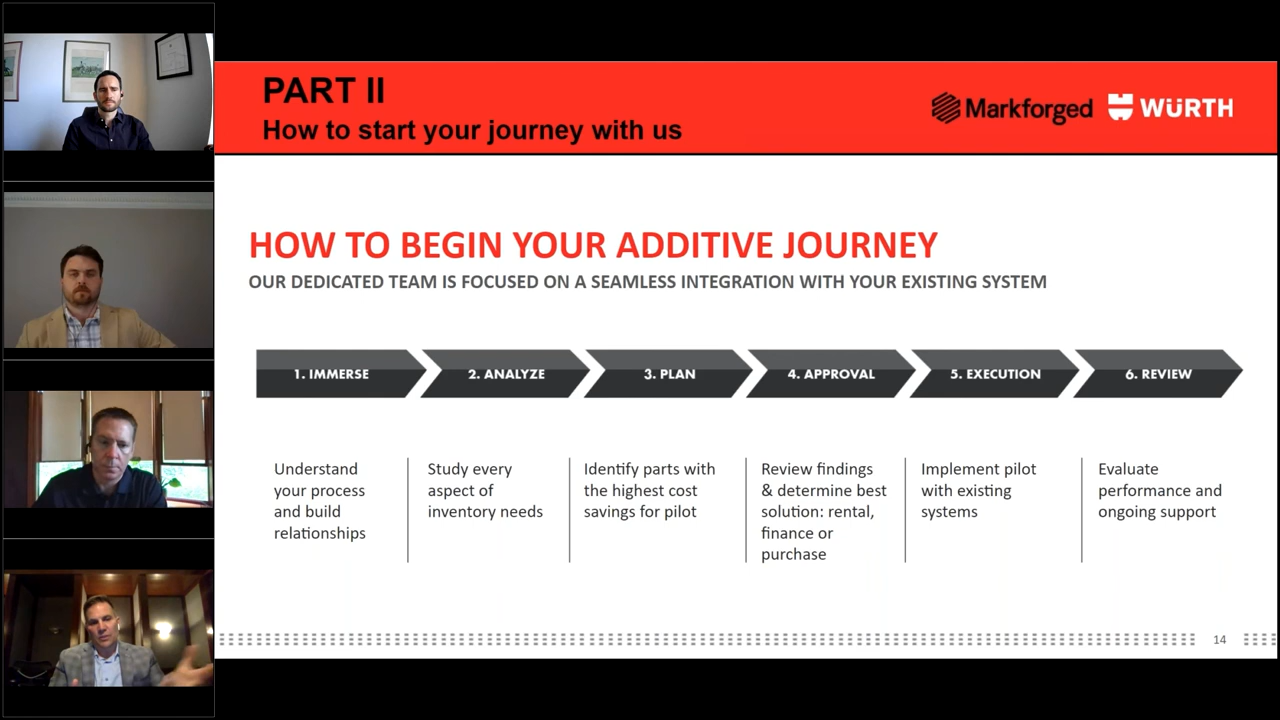 PART II
How to start your journey with us
Markforged WÜRTH
HOW TO BEGIN YOUR ADDITIVE JOURNEY
OUR DEDICATED TEAM IS FOCUSED ON A SEAMLESS INTEGRATION WITH YOUR EXISTING SYSTEM
1. IMMERSE
2. ANALYZE
3. PLAN
4. APPROVAL
5. EXECUTION
6. REVIEW
Understand
your process
and build
relationships
Study every
aspect of
inventory needs
Identify parts with
the highest cost
savings for pilot
Review findings
& determine best
solution: rental,
finance or
purchase
Implement pilot
with existing
systems
Evaluate
performance and
ongoing support
14